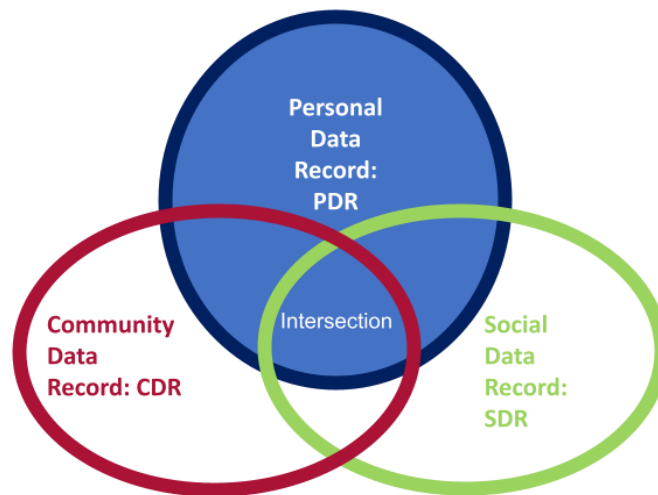 Personal
Data
Record:
PDR
Intersection
Community
Data
Record: CDR
Social
Data
Record:
SDR